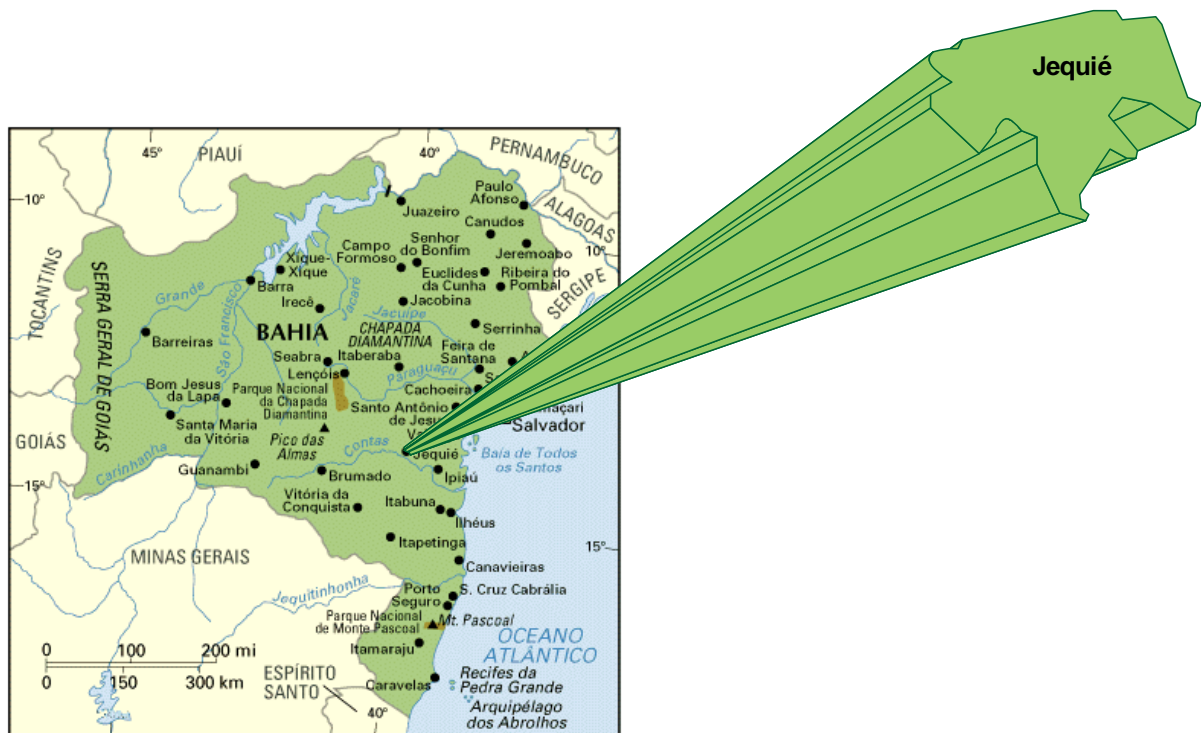 Jequié
45°
PIAUÍ
40°
PERNAMBUCO
10°
Paulo
Afonso
Juazeiro
ALAGOAS
Canudos
Campo
Formoso
Senhor
do Bonfim
Jeremoabo
10°
Xique-
Xique
Euclides
da Cunha
Ribeira do
Pombal
TOCANTINS
SERRA GERAL DE GOIÁS
Grande
Barra
São Francisco
Irecê
Jacaré
Jacobina
SERGIPE
Jacuípe
BAHIA
CHAPADA
DIAMANTINA
Serrinha
Barreiras
Seabra
Itaberaba
Feira de
Santana
Lençóis
Paraguaçu
Bom Jesus
da Lapa
Parque Nacional
da Chapada
Diamantina
Cachoeira
Santo Antônio
de Jesus
Santa Maria
da Vitória
GOIÁS
Salvador
Pico das
Almas
Contas
Jequié
Baía de Todos
os Santos
Carinhanha
Guanambi
Brumado
Ipiaú
15°
Vitória da
Conquista
Itabuna
Ilhéus
Itapetinga
15°
MINAS GERAIS
Canavieiras
Jequitinhonha
Porto
Seguro
S. Cruz Cabrália
Parque Nacional
de Monte Pascoal
Mt. Pascoal
OCEANO
ATLÂNTICO
Itamaraju
0 100 200 mi
0 150 300 km
ESPÍRITO
SANTO
Caravelas
Recifes da
Pedra Grande
40°
Arquipélago
dos Abrolhos